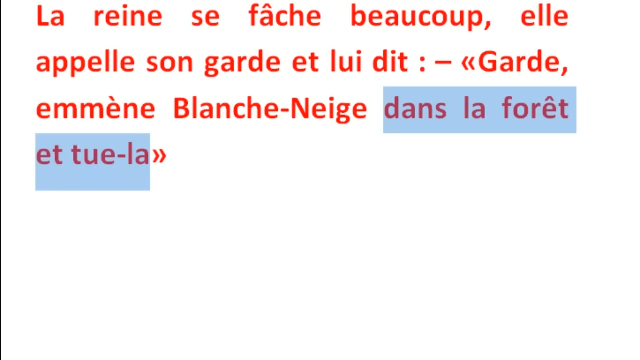 La reine se fâche beaucoup, elle
appelle son garde et lui dit : – «Garde,
emmène Blanche-Neige dans la forêt
et tue-la»